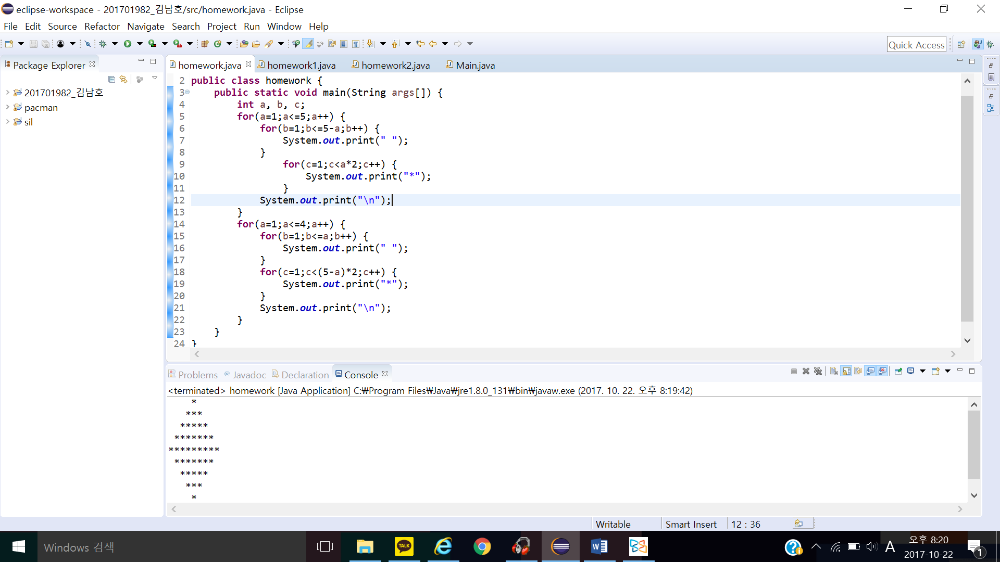 eclipse-workspace - 201701982_김남호/src/homework.java - Eclipse
File Edit Source Refactor Navigate Search Project Run Window Help
Quick Access
Package Explorer
201701982_김남호
pacman
sil
homework.java homework1.java homework2.java Main.java
2 public class homework {
3     public static void main(String args[]) {
4         int a, b, c;
5         for(a=1;a<=5;a++) {
6             for(b=1;b<=5-a;b++) {
7                 System.out.print(" ");
8             }
9                 for(c=1;c<a*2;c++) {
10                     System.out.print("*");
11                 }
12             System.out.print("\n");
13         }
14         for(a=1;a<=4;a++) {
15             for(b=1;b<=a;b++) {
16                 System.out.print(" ");
17             }
18             for(c=1;c<(5-a)*2;c++) {
19                 System.out.print("*");
20             }
21             System.out.print("\n");
22         }
23     }
24 }
Problems Javadoc Declaration Console
<terminated> homework [Java Application] C:₩Program Files₩Java₩jre1.8.0_131₩bin₩javaw.exe (2017. 10. 22. 오후 8:19:42)
    *
   ***
  *****
 *******
*********
 *******
  *****
   ***
    *
Writable Smart Insert 12 : 36
Windows 검색
TALK
A
오후 8:20
2017-10-22
1